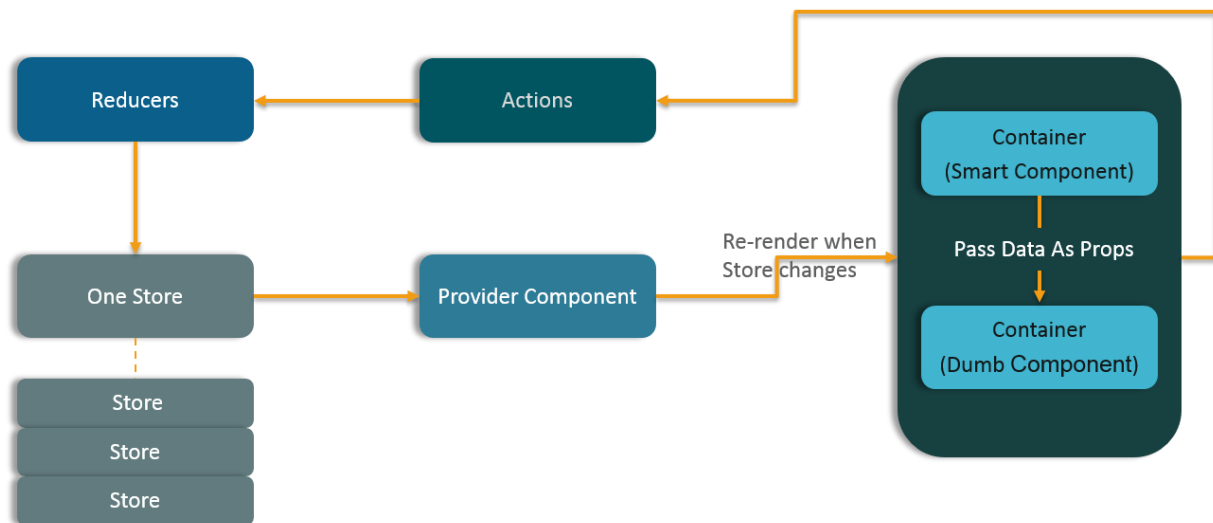 Reducers
Actions
Container
(Smart Component)
Pass Data As Props
Container
(Dumb Component)
Re-render when
Store changes
One Store
Provider Component
Store
Store
Store